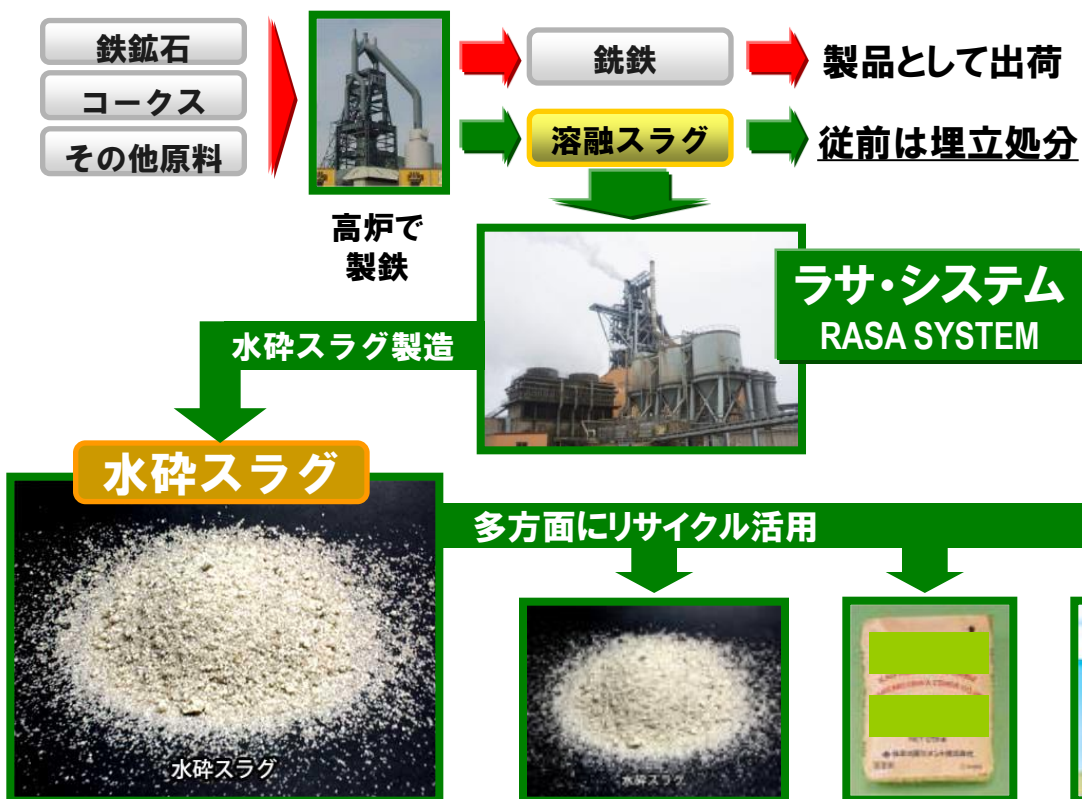 鉄鉱石
コークス
その他原料
高炉で
製鉄
銑鉄
製品として出荷
溶融スラグ
従前は埋立処分
ラサ・システム
RASA SYSTEM
水砕スラグ製造
水砕スラグ
水砕スラグ
多方面にリサイクル活用
水砕スラグ